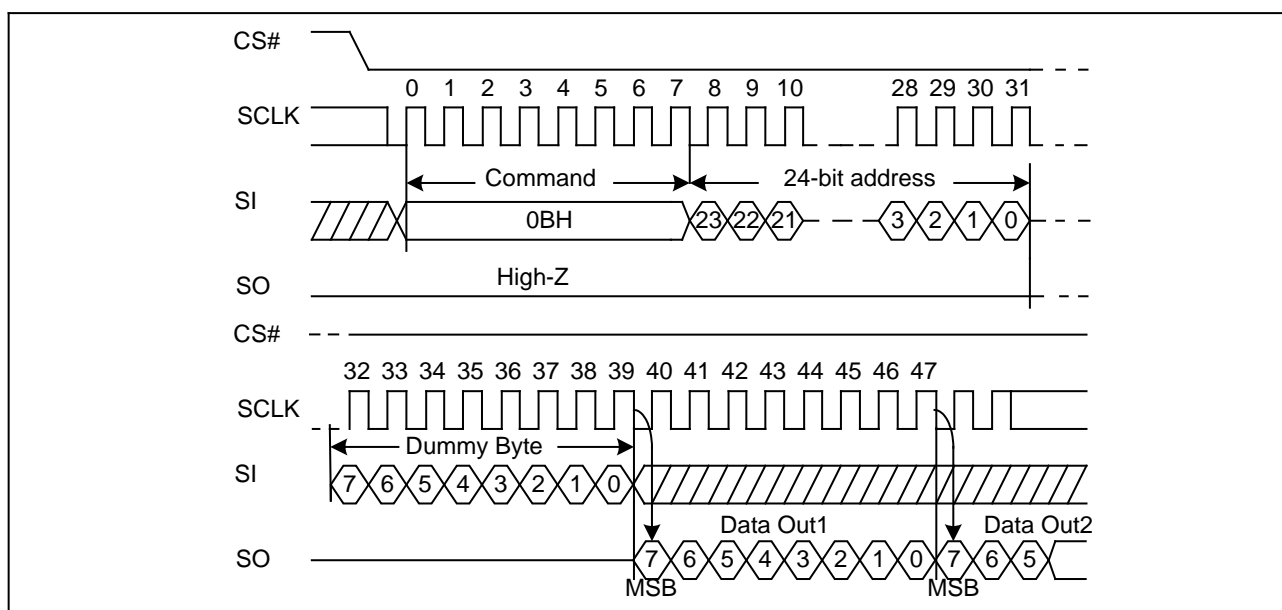 CS#
0 1 2 3 4 5 6 7 8 9 10 28 29 30 31
SCLK
Command 24-bit address
SI
0BH 23 22 21 3 2 1 0
High-Z
SO
CS#
32 33 34 35 36 37 38 39 40 41 42 43 44 45 46 47
SCLK
Dummy Byte
SI
7 6 5 4 3 2 1 0
Data Out1 Data Out2
SO
7 6 5 4 3 2 1 0 7 6 5
MSB MSB